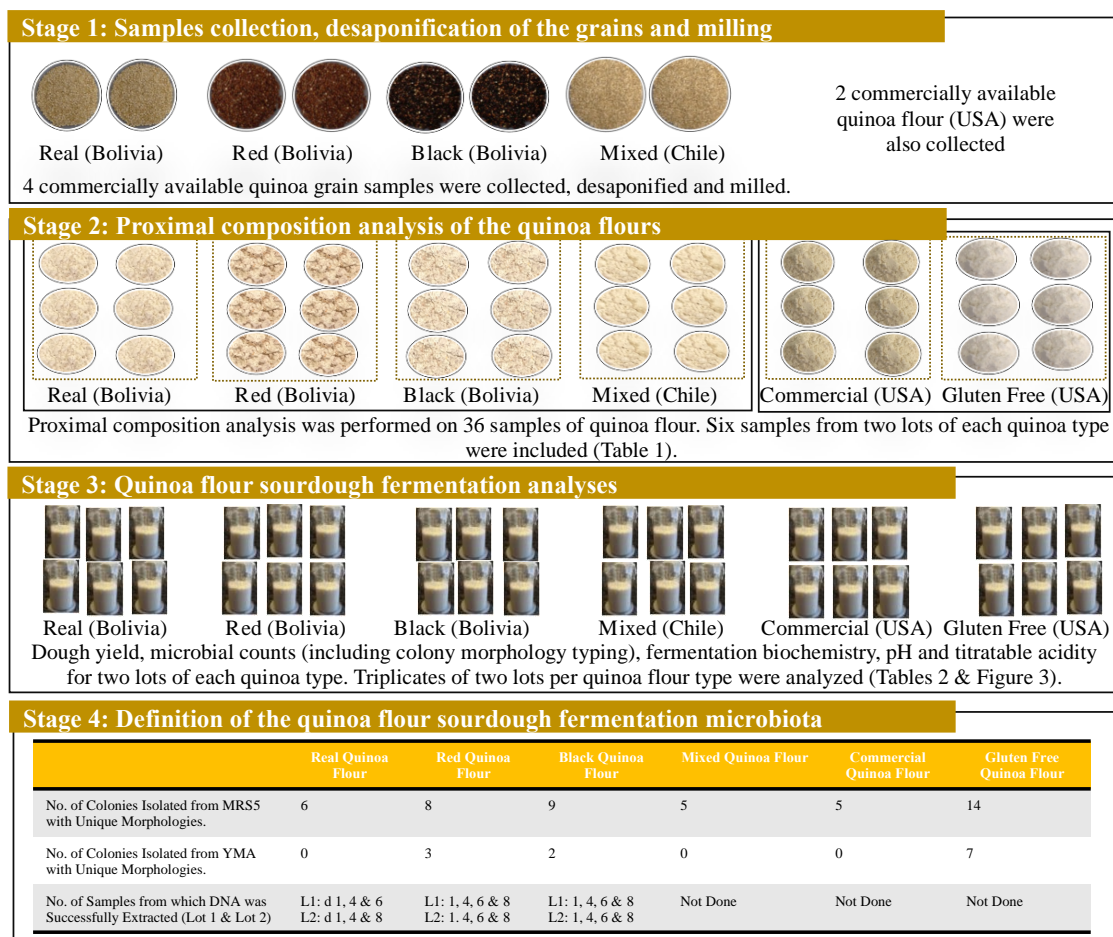 Stage 1: Samples collection, desaponification of the grains and milling
Real (Bolivia)
Red (Bolivia)
Black (Bolivia)
Mixed (Chile)
2 commercially available
quinoa flour (USA) were
also collected
4 commercially available quinoa grain samples were collected, desaponified and milled.
Stage 2: Proximal composition analysis of the quinoa flours
Real (Bolivia)
Red (Bolivia)
Black (Bolivia)
Mixed (Chile)
Commercial (USA)
Gluten Free (USA)
Proximal composition analysis was performed on 36 samples of quinoa flour. Six samples from two lots of each quinoa type
were included (Table 1).
Stage 3: Quinoa flour sourdough fermentation analyses
Real (Bolivia)
Red (Bolivia)
Black (Bolivia)
Mixed (Chile)
Commercial (USA)
Gluten Free (USA)
Dough yield, microbial counts (including colony morphology typing), fermentation biochemistry, pH and titratable acidity
for two lots of each quinoa type. Triplicates of two lots per quinoa flour type were analyzed (Tables 2 & Figure 3).
Stage 4: Definition of the quinoa flour sourdough fermentation microbiota
Real Quinoa
Flour
Red Quinoa
Flour
Black Quinoa
Flour
Mixed Quinoa Flour
Commercial
Quinoa Flour
Gluten Free
Quinoa Flour
No. of Colonies Isolated from MRS5
with Unique Morphologies.
6
8
9
5
5
14
No. of Colonies Isolated from YMA
with Unique Morphologies.
0
3
2
0
0
7
No. of Samples from which DNA was
Successfully Extracted (Lot 1 & Lot 2)
L1: d 1, 4 & 6
L2: d 1, 4 & 8
L1: 1, 4, 6 & 8
L2: 1. 4, 6 & 8
L1: 1, 4, 6 & 8
L2: 1, 4, 6 & 8
Not Done
Not Done
Not Done